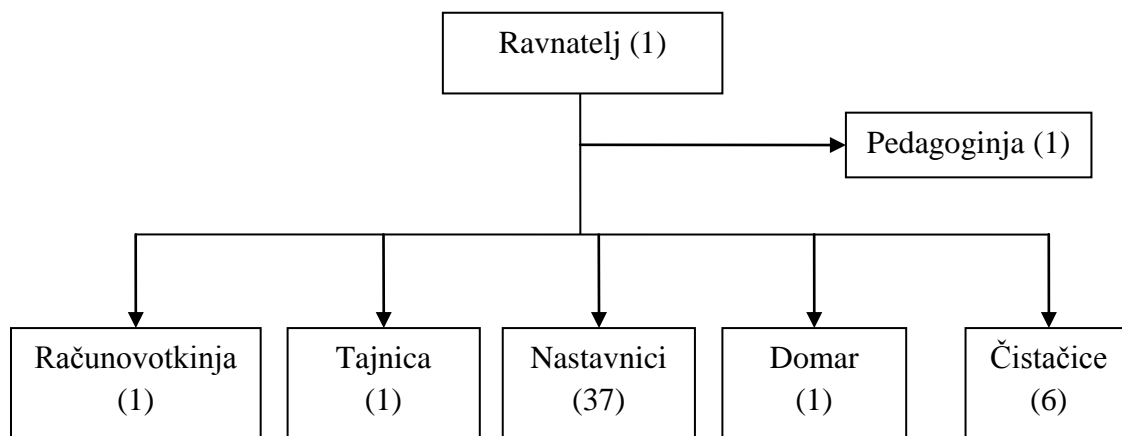 Ravnatelj (1)
Pedagoginja (1)
Računovotkinja
(1)
Tajnica
(1)
Nastavnici
(37)
Domar
(1)
Čistačice
(6)